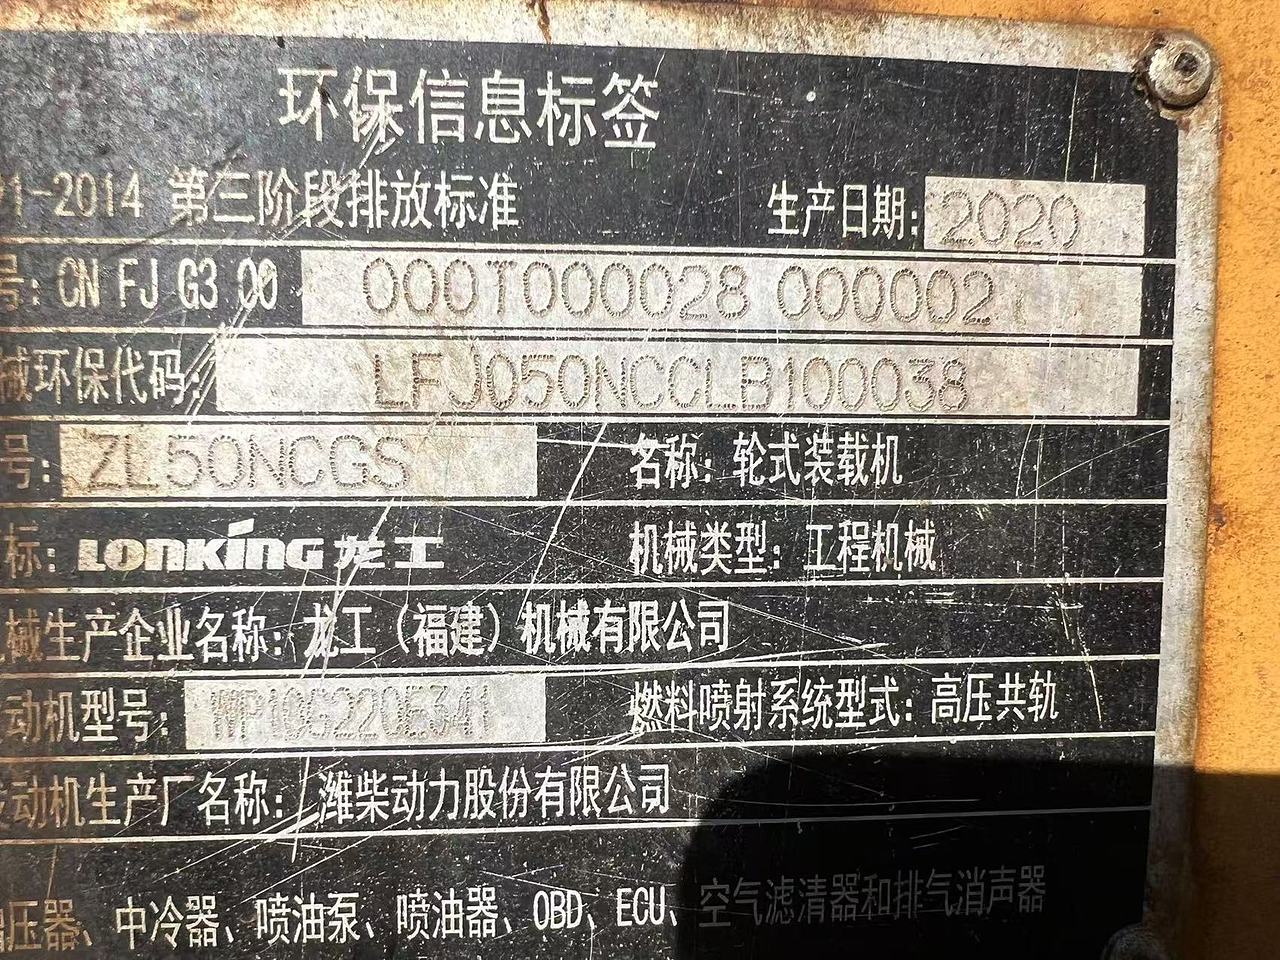 环保信息标签
91-2014 第三阶段排放标准 生产日期: 2020
号: CN FJ G3 00 000T000028 000002
械环保代码: LFJ050NCCLB100038
号: ZL50NCGS 名称: 轮式装载机
标: LONKING 龙工 机械类型: 工程机械
械生产企业名称: 龙工（福建）机械有限公司
动机型号: WP10G220E341 燃料喷射系统型式: 高压共轨
发动机生产厂名称: 潍柴动力股份有限公司
增压器、中冷器、喷油泵、喷油器、OBD、ECU、空气滤清器和排气消声器